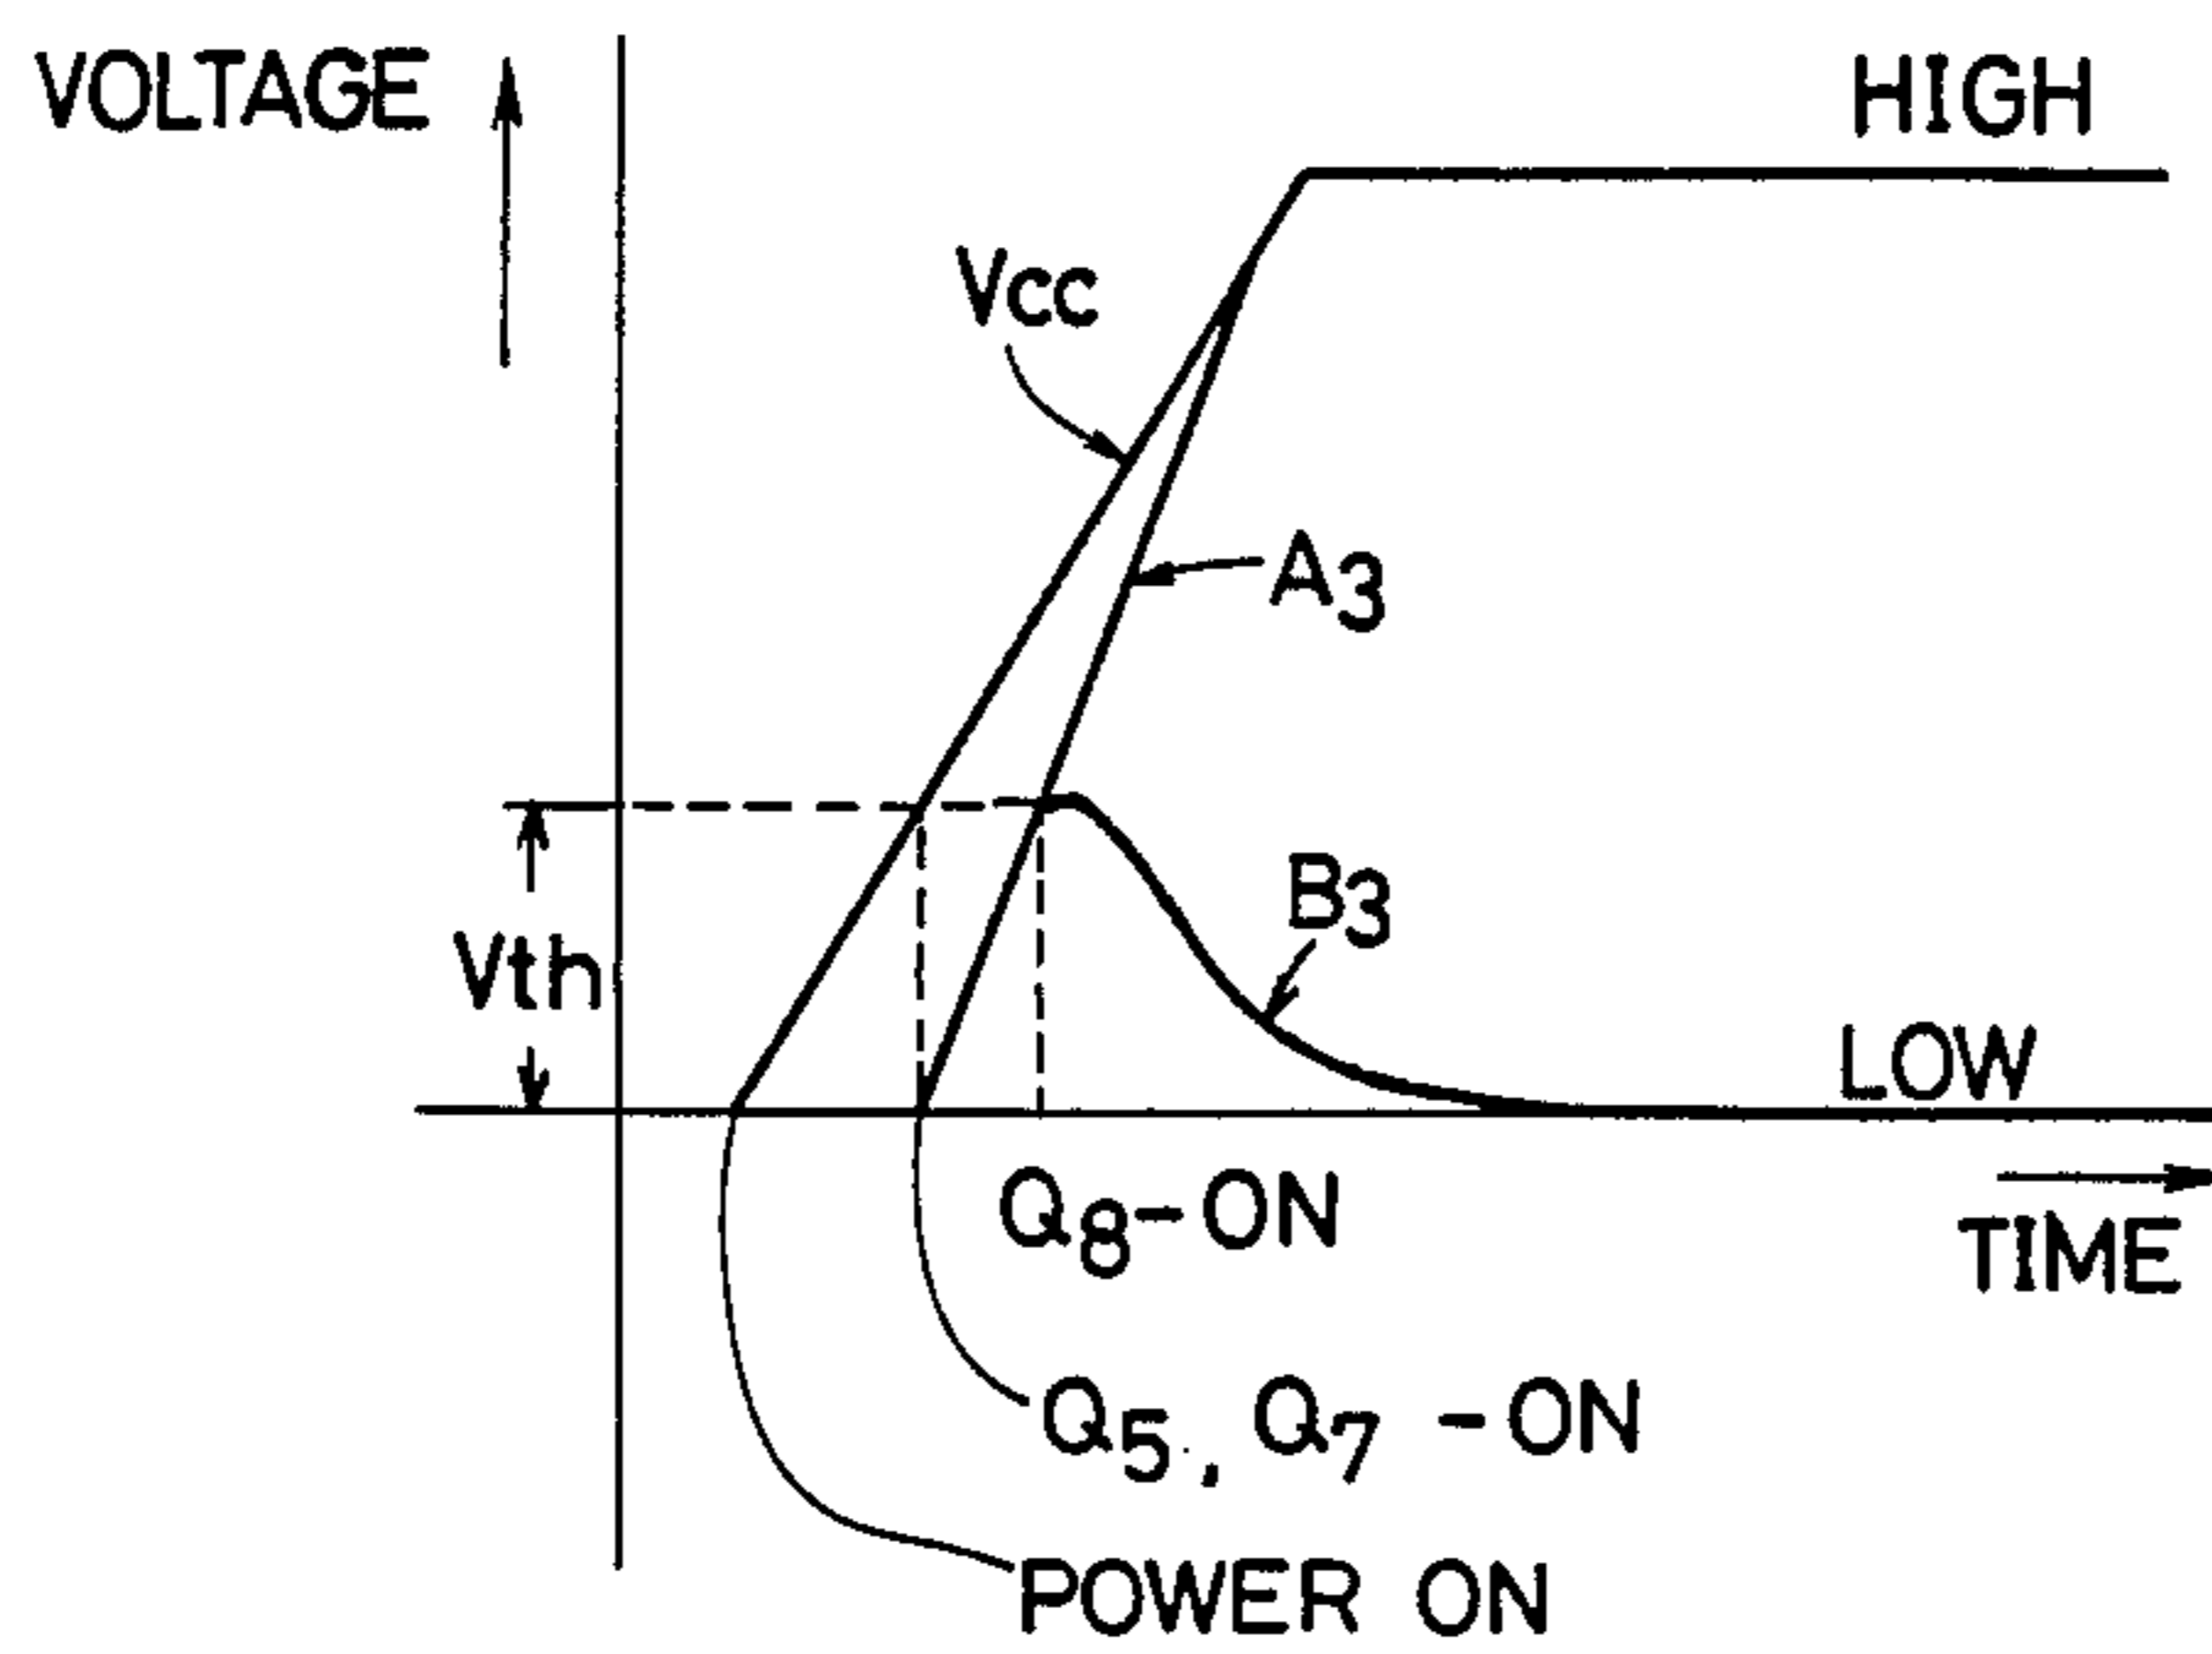 VOLTAGE
HIGH
Vcc
A3
B3
Vth
LOW
Q8-ON
TIME
Q5, Q7 -ON
POWER ON